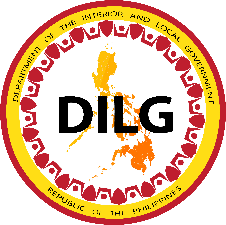 DEPARTMENT OF THE INTERIOR AND LOCAL GOVERNMENT
DILG
REPUBLIC OF THE PHILIPPINES